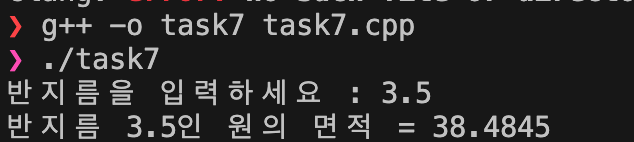 ❯ g++ -o task7 task7.cpp
❯ ./task7
반지름을 입력하세요 : 3.5
반지름 3.5인 원의 면적 = 38.4845